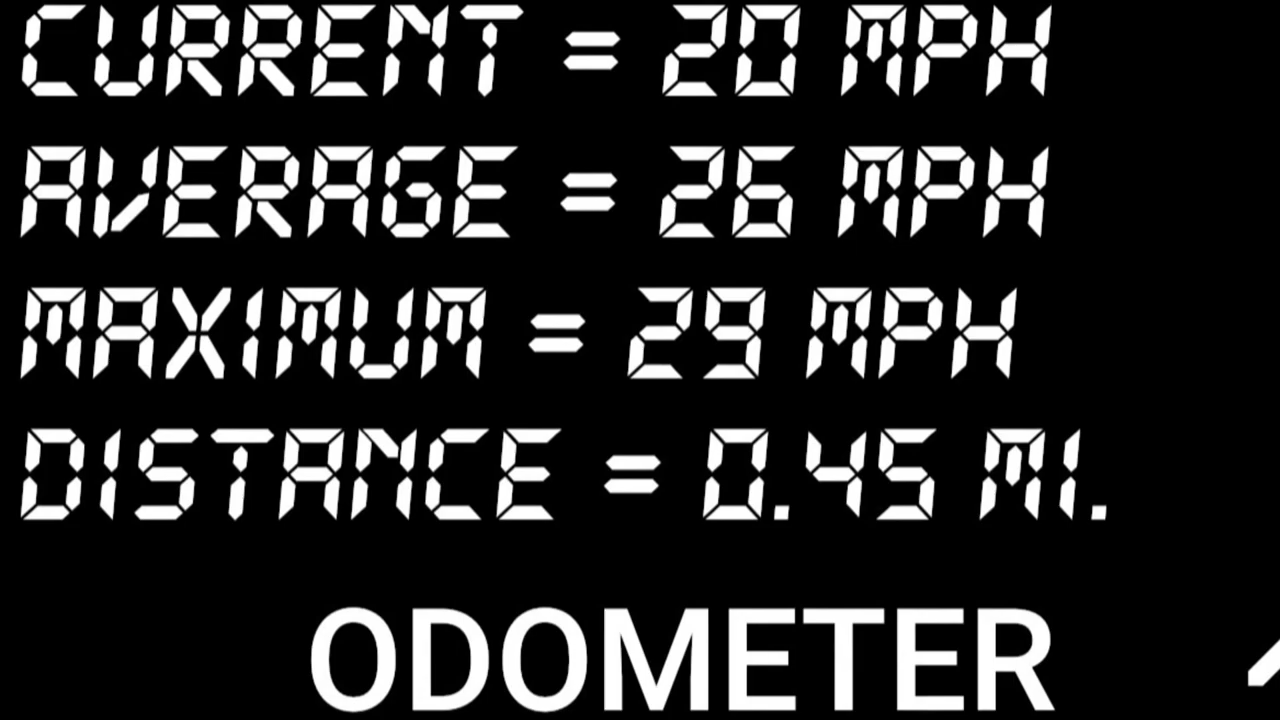 CURRENT = 20 MPH
AVERAGE = 26 MPH
MAXIMUM = 29 MPH
DISTANCE = 0.45 MI.
ODOMETER